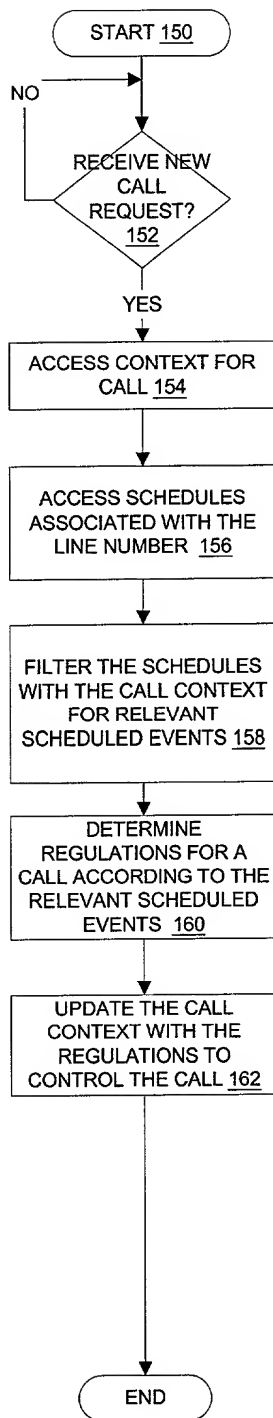 START 150
NO
RECEIVE NEW
CALL
REQUEST?
152
YES
ACCESS CONTEXT FOR
CALL 154
ACCESS SCHEDULES
ASSOCIATED WITH THE
LINE NUMBER 156
FILTER THE SCHEDULES
WITH THE CALL CONTEXT
FOR RELEVANT
SCHEDULED EVENTS 158
DETERMINE
REGULATIONS FOR A
CALL ACCORDING TO THE
RELEVANT SCHEDULED
EVENTS 160
UPDATE THE CALL
CONTEXT WITH THE
REGULATIONS TO
CONTROL THE CALL 162
END